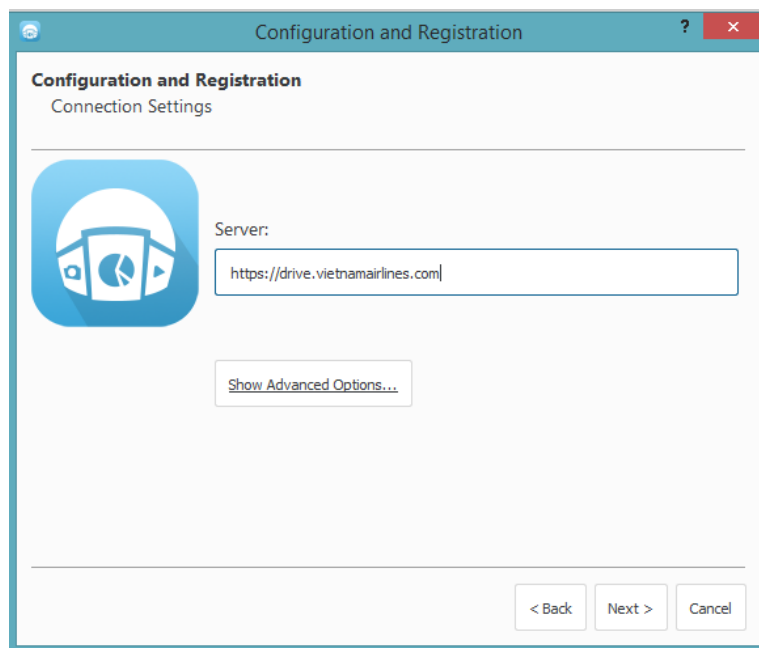 Configuration and Registration
?
Configuration and Registration
Connection Settings
Server:
https://drive.vietnamairlines.com
Show Advanced Options...
< Back Next > Cancel